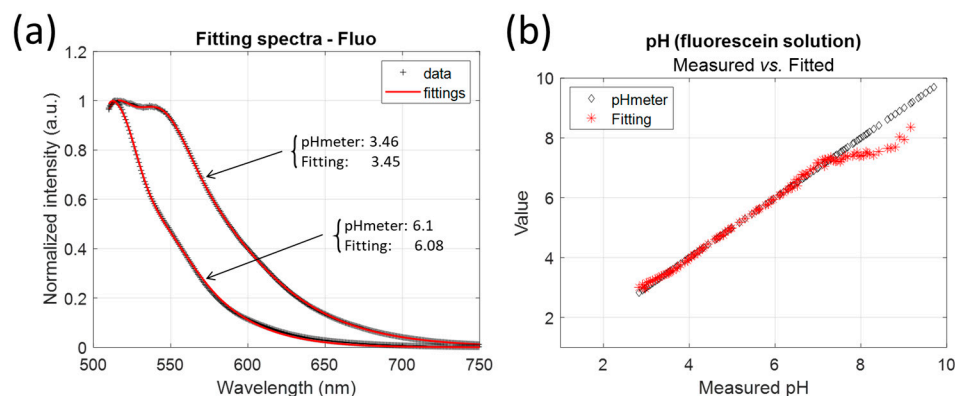 (a)
Fitting spectra - Fluo
Normalized intensity (a.u.)
1.2
1
0.8
0.6
0.4
0.2
0
data
fittings
pHmeter: 3.46
Fitting: 3.45
pHmeter: 6.1
Fitting: 6.08
500 550 600 650 700 750
Wavelength (nm)
(b)
pH (fluorescein solution)
Measured vs. Fitted
Value
10
8
6
4
2
pHmeter
Fitting
2 4 6 8 10
Measured pH